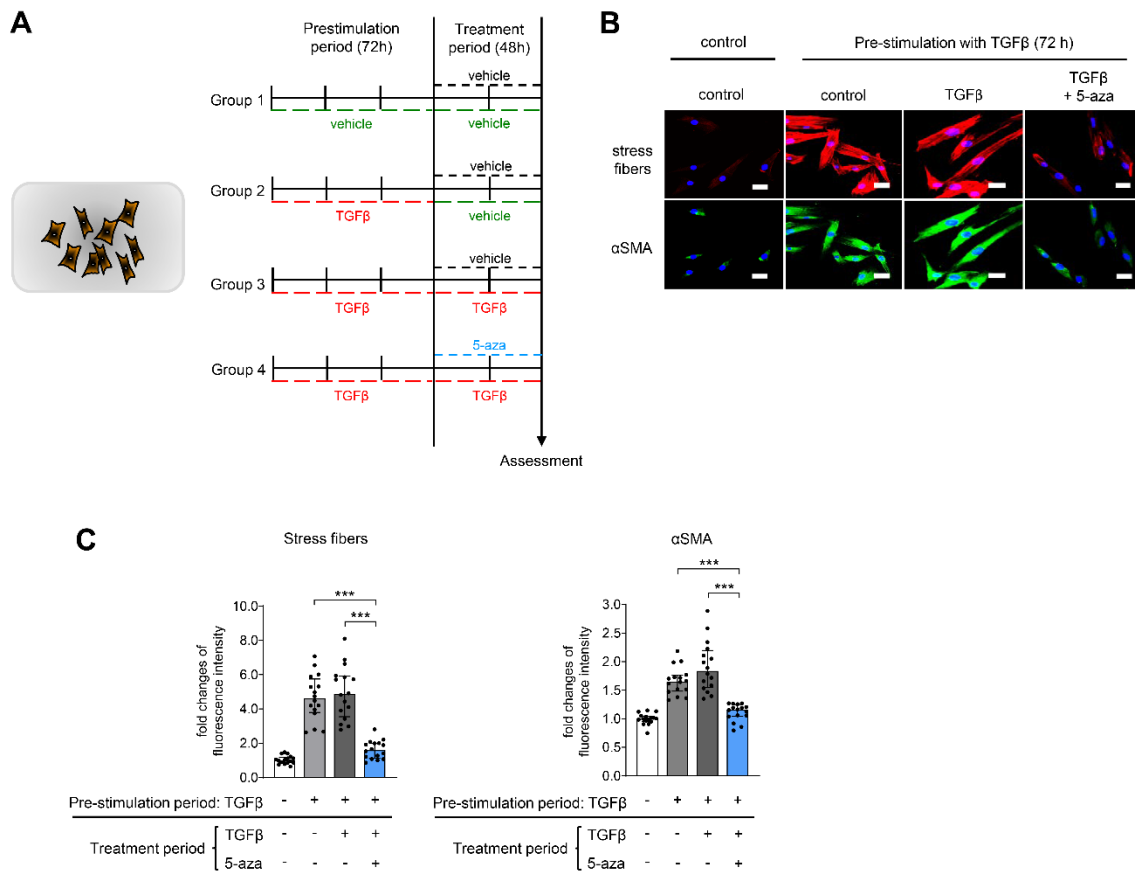 A
Prestimulation period (72h)
Treatment period (48h)
vehicle
Group 1
vehicle
vehicle
vehicle
Group 2
TGFβ
vehicle
vehicle
Group 3
TGFβ
TGFβ
5-aza
Group 4
TGFβ
TGFβ
Assessment
B
control
Pre-stimulation with TGFβ (72 h)
control
control
TGFβ
TGFβ + 5-aza
stress fibers
αSMA
C
Stress fibers
***
***
fold changes of fluorescence intensity
10.0
8.0
6.0
4.0
2.0
0.0
Pre-stimulation period: TGFβ - + + +
Treatment period
TGFβ - - + +
5-aza - - - +
αSMA
***
***
fold changes of fluorescence intensity
3.0
2.5
2.0
1.5
1.0
0.5
0.0
Pre-stimulation period: TGFβ - + + +
Treatment period
TGFβ - - + +
5-aza - - - +